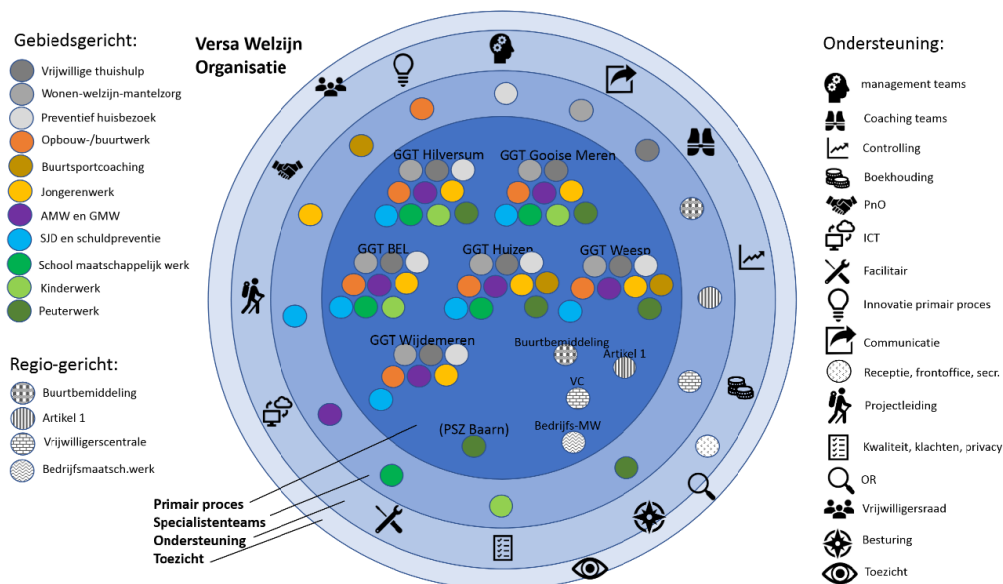 Gebiedsgericht:
Vrijwillige thuishulp
Wonen-welzijn-mantelzorg
Preventief huisbezoek
Opbouw-/buurtwerk
Buurtsportcoaching
Jongerenwerk
AMW en GMW
SJD en schuldpreventie
School maatschappelijk werk
Kinderwerk
Peuterwerk
Regio-gericht:
Buurtbemiddeling
Artikel 1
Vrijwilligerscentrale
Bedrijfsmaatsch.werk
Versa Welzijn
Organisatie
GGT Hilversum
GGT Gooise Meren
GGT BEL
GGT Huizen
GGT Weesp
GGT Wijdemeren
Buurtbemiddeling
Artikel 1
VC
(PSZ Baarn)
Bedrijfs-MW
Primair proces
Specialistenteams
Ondersteuning
Toezicht
Ondersteuning:
management teams
Coaching teams
Controlling
Boekhouding
PnO
ICT
Facilitair
Innovatie primair proces
Communicatie
Receptie, frontoffice, secr.
Projectleiding
Kwaliteit, klachten, privacy
OR
Vrijwilligersraad
Besturing
Toezicht